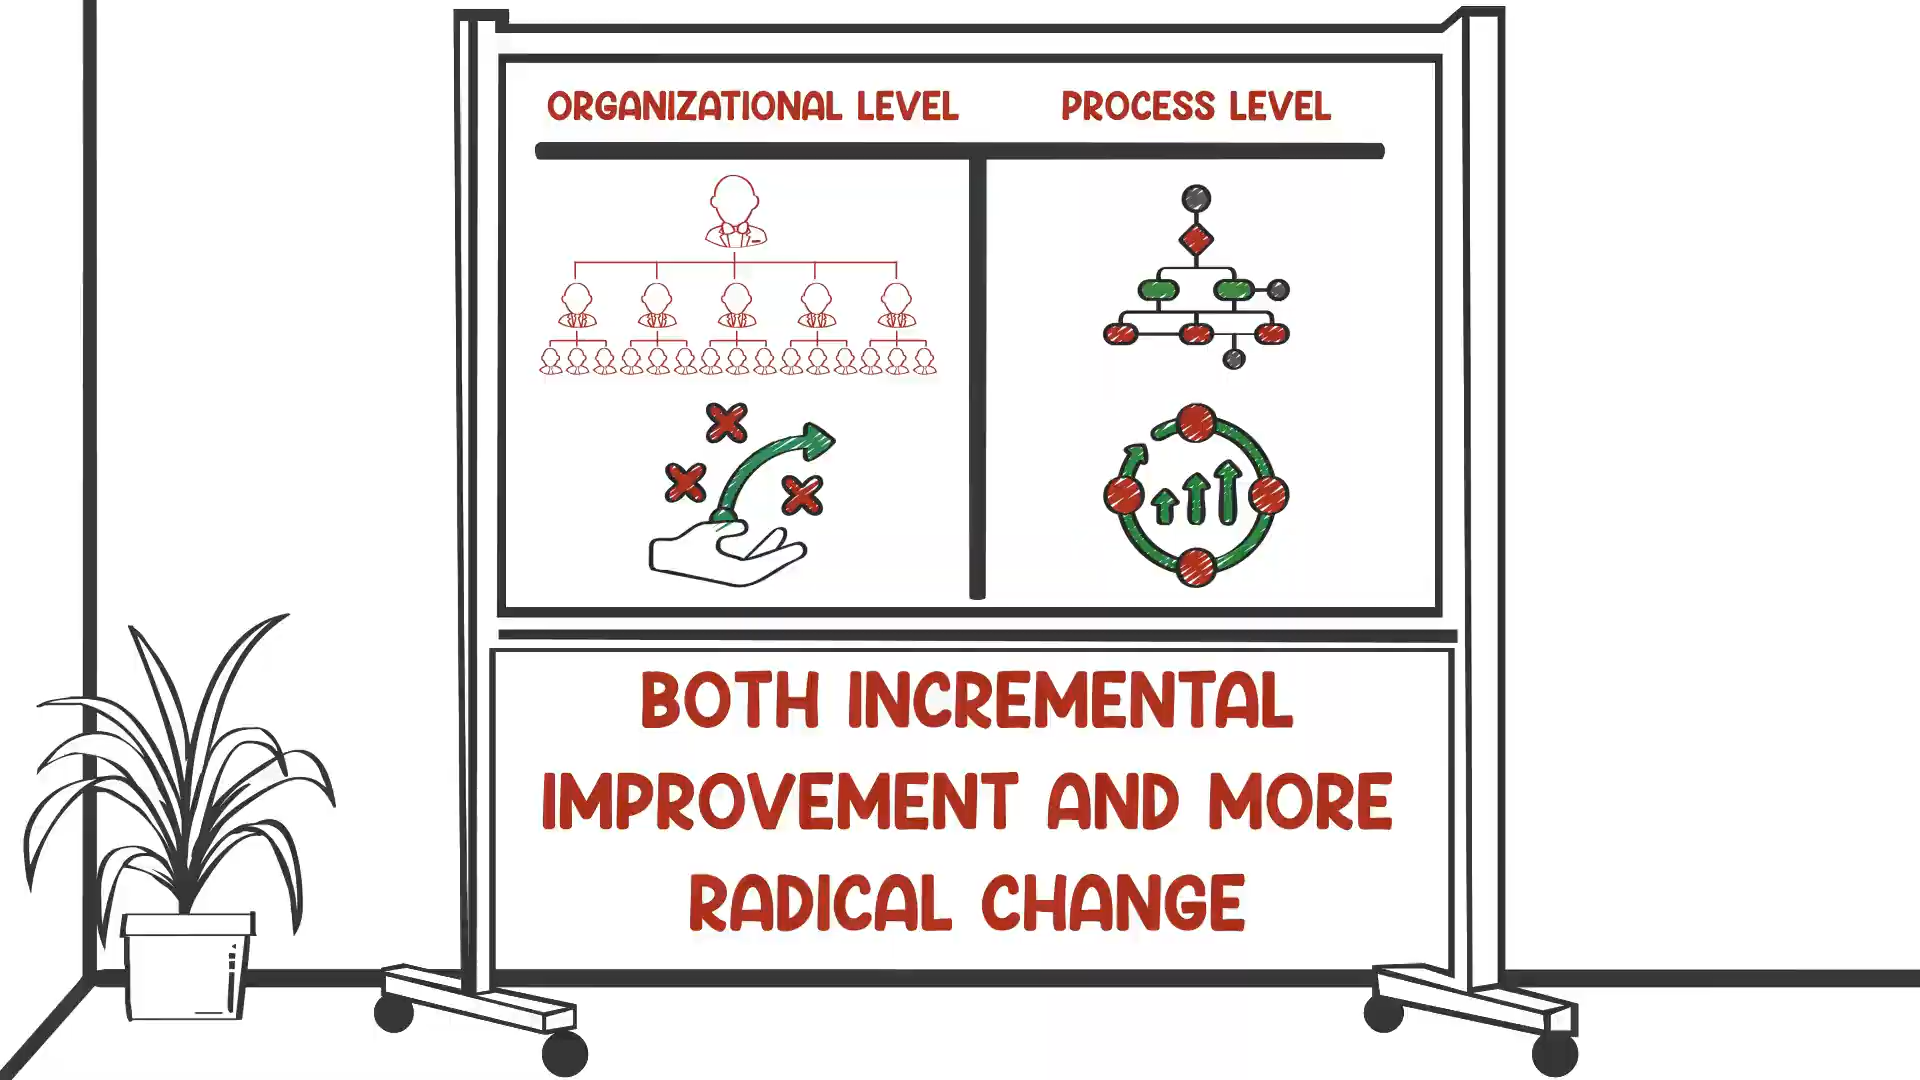 ORGANIZATIONAL LEVEL
PROCESS LEVEL
BOTH INCREMENTAL
IMPROVEMENT AND MORE
RADICAL CHANGE